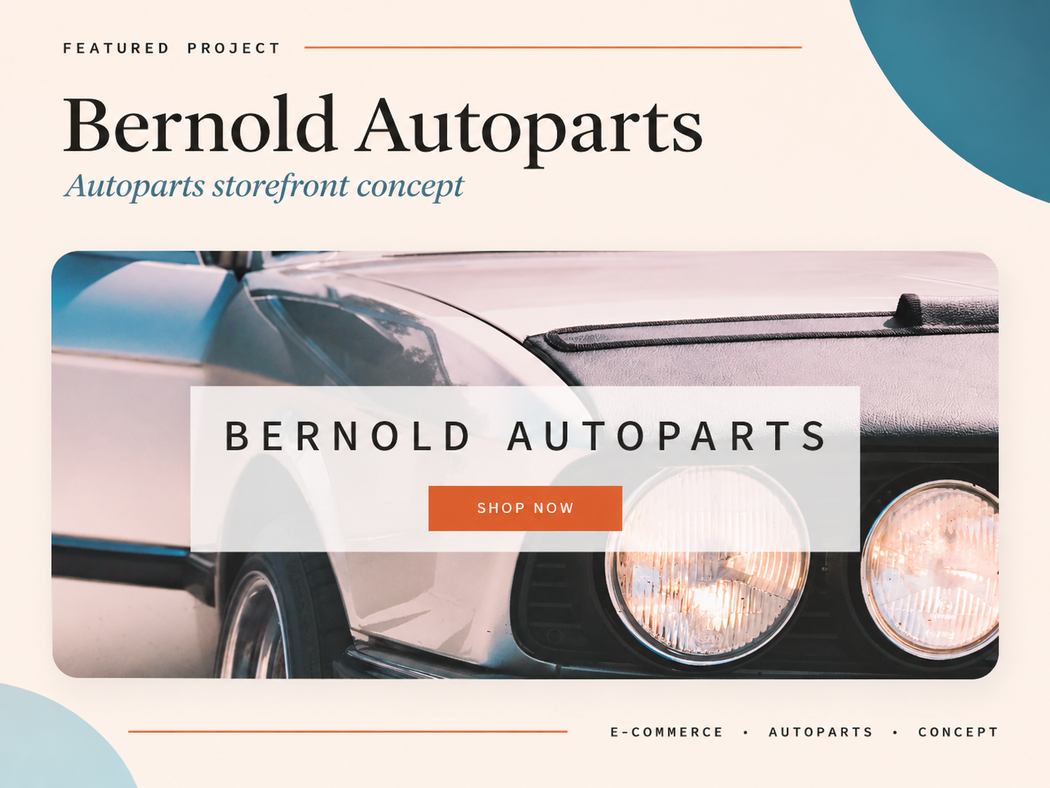 FEATURED PROJECT
Bernold Autoparts
Autoparts storefront concept
BERNOLD AUTOPARTS
SHOP NOW
E-COMMERCE • AUTOPARTS • CONCEPT